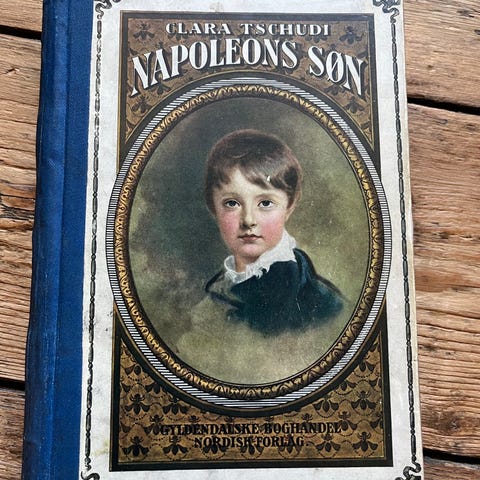 CLARA TSCHUDI
NAPOLEONS SØN
GYLDENDALSKE BOGHANDEL
NORDISK FORLAG.